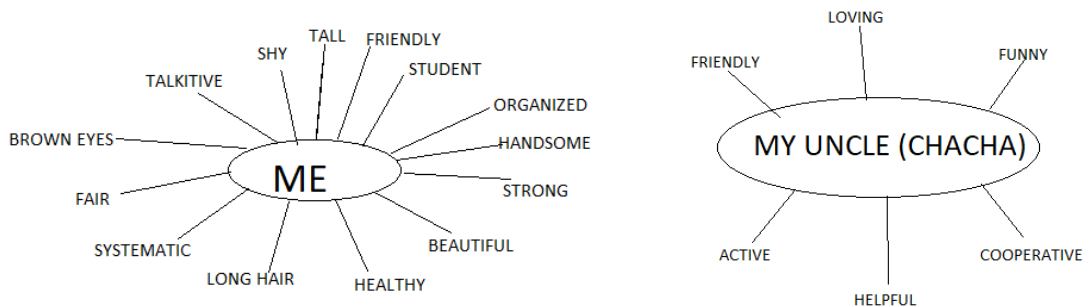 TALL
FRIENDLY
SHY
STUDENT
TALKITIVE
ORGANIZED
BROWN EYES
HANDSOME
ME
STRONG
FAIR
BEAUTIFUL
SYSTEMATIC
LONG HAIR
HEALTHY
LOVING
FRIENDLY
FUNNY
MY UNCLE (CHACHA)
ACTIVE
COOPERATIVE
HELPFUL